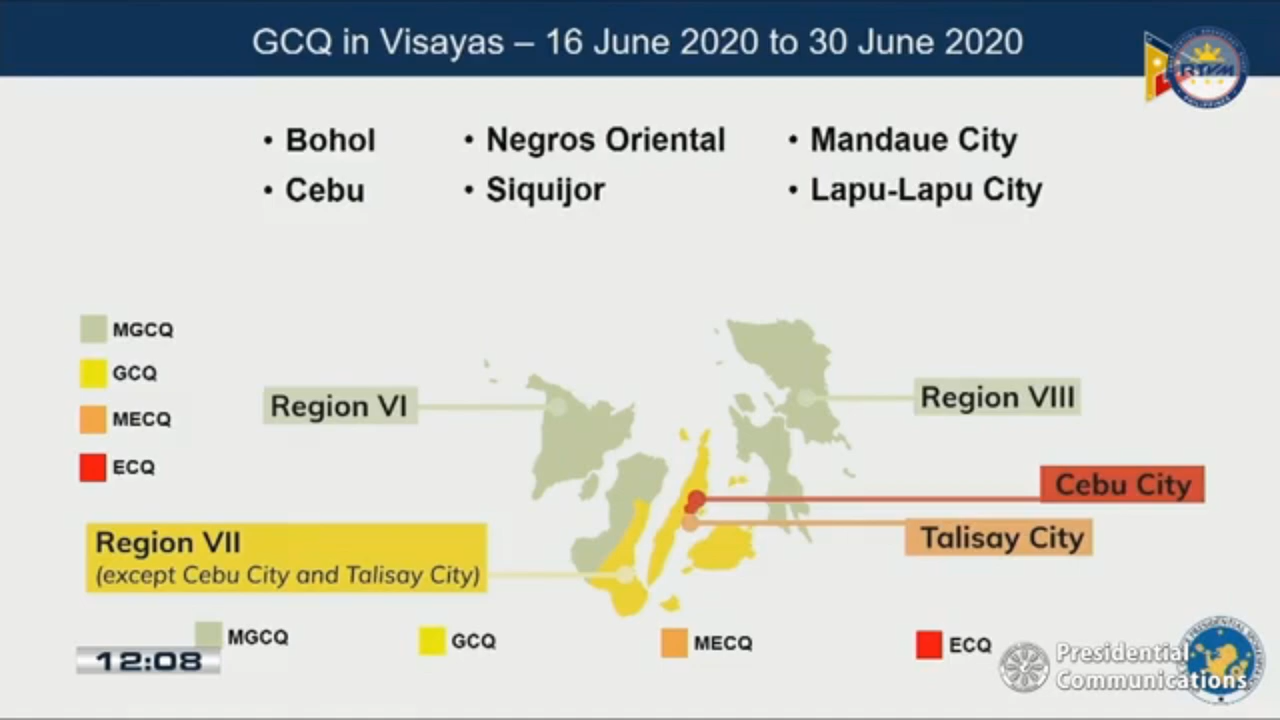 GCQ in Visayas – 16 June 2020 to 30 June 2020
RTVM
PHILIPPINES
• Bohol
• Cebu
• Negros Oriental
• Siquijor
• Mandaue City
• Lapu-Lapu City
MGCQ
GCQ
MECQ
ECQ
Region VI
Region VIII
Cebu City
Talisay City
Region VII
(except Cebu City and Talisay City)
MGCQ
GCQ
MECQ
ECQ
12:08
Presidential
Communications